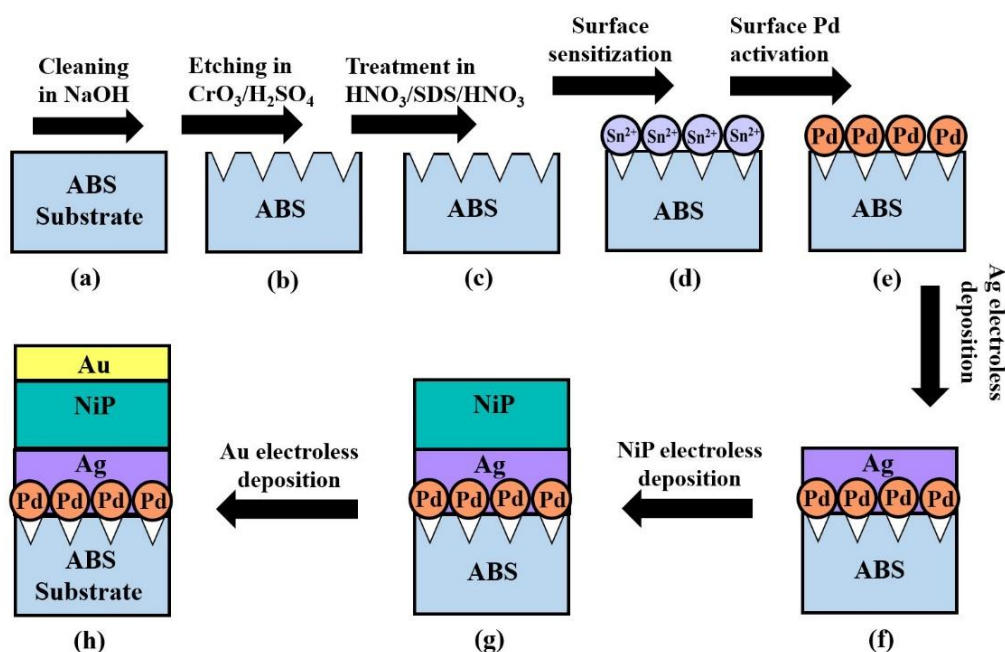 Cleaning
in NaOH
Etching in
CrO₃/H₂SO₄
Treatment in
HNO₃/SDS/HNO₃
Surface
sensitization
Surface Pd
activation
ABS
Substrate
(a)
ABS
(b)
ABS
(c)
Sn²⁺ Sn²⁺ Sn²⁺ Sn²⁺
ABS
(d)
Pd Pd Pd Pd
ABS
(e)
Ag electroless
deposition
Ag
Pd Pd Pd Pd
ABS
(f)
NiP electroless
deposition
NiP
Ag
Pd Pd Pd Pd
ABS
(g)
Au electroless
deposition
Au
NiP
Ag
Pd Pd Pd Pd
ABS
Substrate
(h)